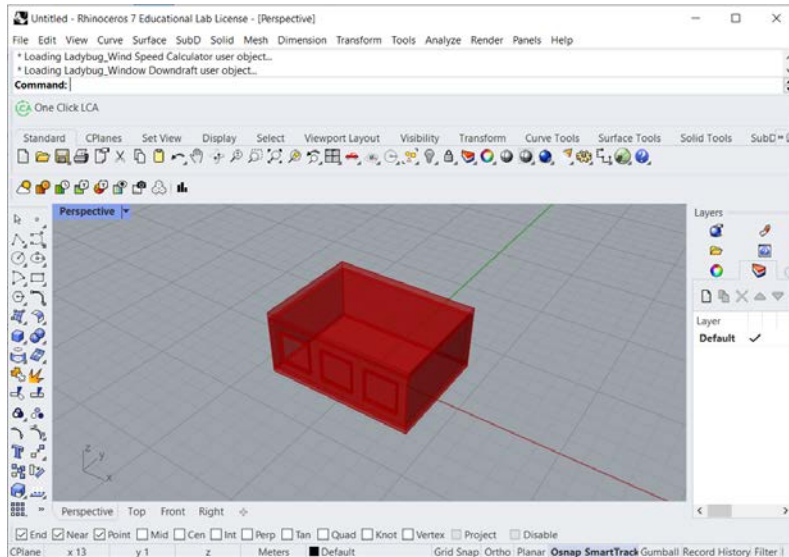 Untitled - Rhinoceros 7 Educational Lab License - [Perspective]
File Edit View Curve Surface SubD Solid Mesh Dimension Transform Tools Analyze Render Panels Help
* Loading Ladybug_Wind Speed Calculator user object...
* Loading Ladybug_Window Downdraft user object...
Command:
One Click LCA
Standard CPlanes Set View Display Select Viewport Layout Visibility Transform Curve Tools Surface Tools Solid Tools SubD
Perspective
Layers
Layer
Default
z
y
x
Perspective Top Front Right
End Near Point Mid Cen Int Perp Tan Quad Knot Vertex Project Disable
CPlane x 13 y 1 z Meters Default Grid Snap Ortho Planar Osnap SmartTrack Gumball Record History Filter